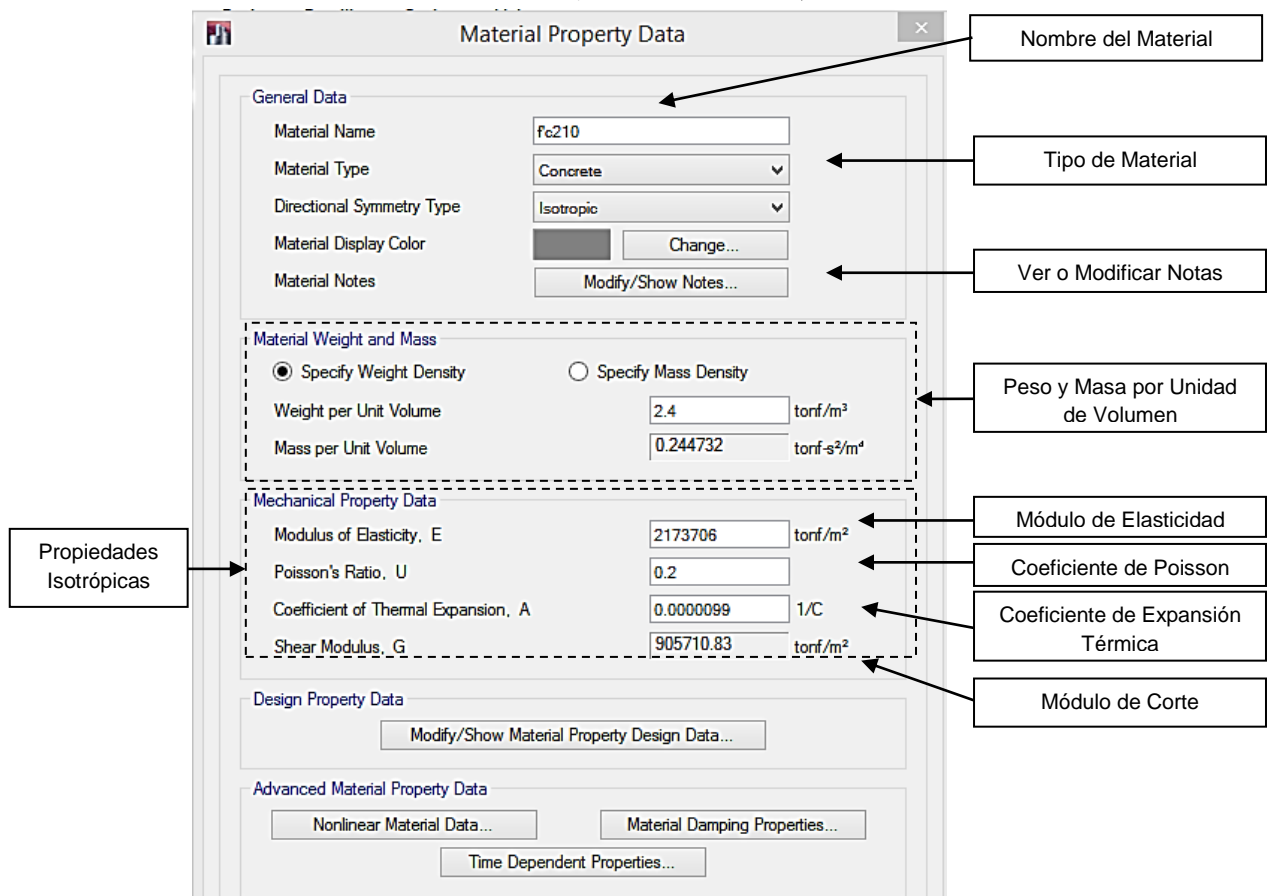 Material Property Data
Nombre del Material
General Data
Material Name f'c210
Material Type Concrete
Tipo de Material
Directional Symmetry Type Isotropic
Material Display Color Change...
Material Notes Modify/Show Notes...
Ver o Modificar Notas
Material Weight and Mass
Specify Weight Density Specify Mass Density
Weight per Unit Volume 2.4 tonf/m³
Mass per Unit Volume 0.244732 tonf-s²/m⁴
Peso y Masa por Unidad
de Volumen
Mechanical Property Data
Modulus of Elasticity, E 2173706 tonf/m²
Módulo de Elasticidad
Propiedades
Isotrópicas
Poisson's Ratio, U 0.2
Coeficiente de Poisson
Coefficient of Thermal Expansion, A 0.0000099 1/C
Coeficiente de Expansión
Térmica
Shear Modulus, G 905710.83 tonf/m²
Módulo de Corte
Design Property Data
Modify/Show Material Property Design Data...
Advanced Material Property Data
Nonlinear Material Data... Material Damping Properties...
Time Dependent Properties...